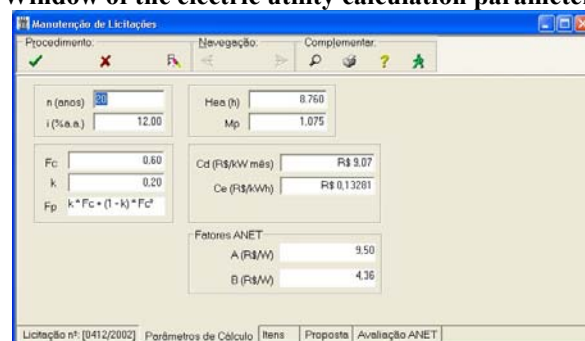 Window of the electric utility calculation parameter
Manutenção de Licitações
Procedimento: Navegação: Complementar:
n (anos) 20
i (%a.a.) 12,00
Hea (h) 8.760
Mp 1,075
Fc 0,60
k 0,20
Fp k*Fc+(1-k)*Fc²
Cd (R$/kW mês) R$ 9,07
Ce (R$/kWh) R$ 0,13281
Fatores ANET
A (R$/W) 9,50
B (R$/W) 4,36
Licitação nº: [0412/2002] Parâmetros de Cálculo Itens Proposta Avaliação ANET